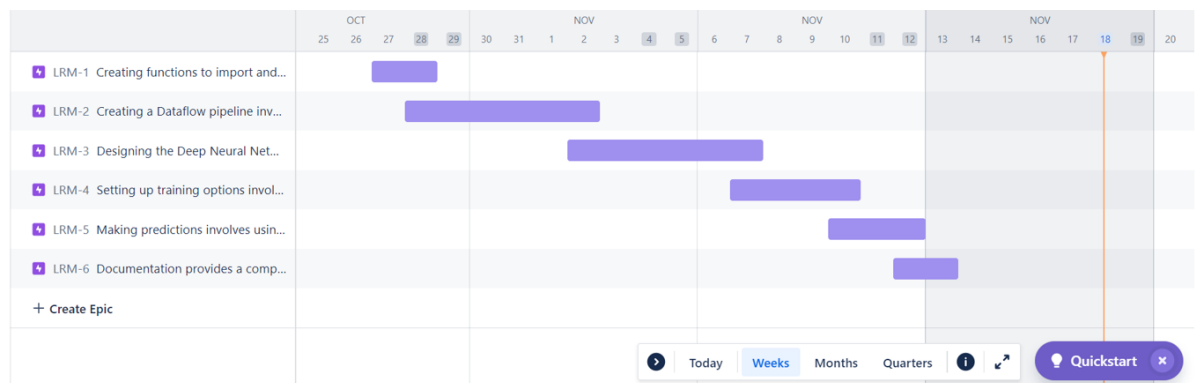 OCT NOV NOV NOV
25 26 27 28 29 30 31 1 2 3 4 5 6 7 8 9 10 11 12 13 14 15 16 17 18 19 20
LRM-1 Creating functions to import and...
LRM-2 Creating a Dataflow pipeline inv...
LRM-3 Designing the Deep Neural Net...
LRM-4 Setting up training options invol...
LRM-5 Making predictions involves usin...
LRM-6 Documentation provides a comp...
+ Create Epic
Today Weeks Months Quarters Quickstart